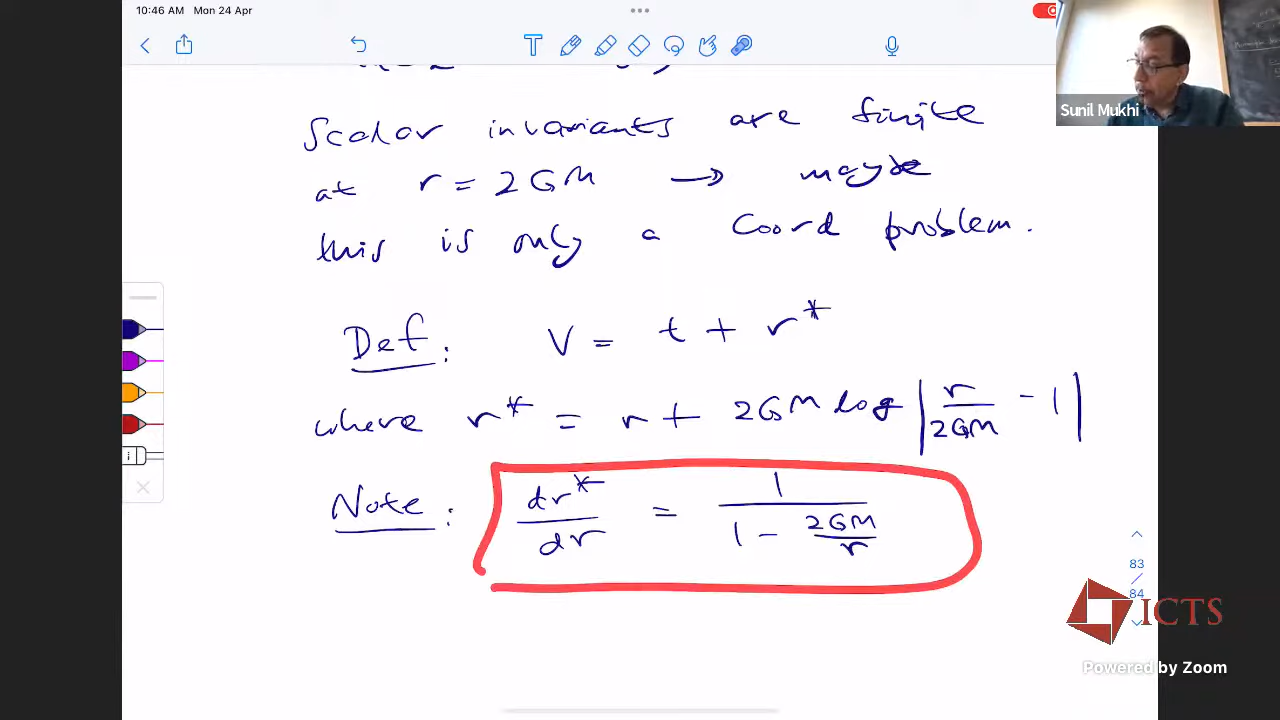 10:46 AM Mon 24 Apr
Scalar invariants are finite
at r = 2GM → maybe
this is only a coord problem.
Def: V = t + r*
where r* = r + 2GM log |r/2GM - 1|
Note: dr*/dr = 1/(1 - 2GM/r)
Sunil Mukhi
83
84
ICTS
Powered by Zoom